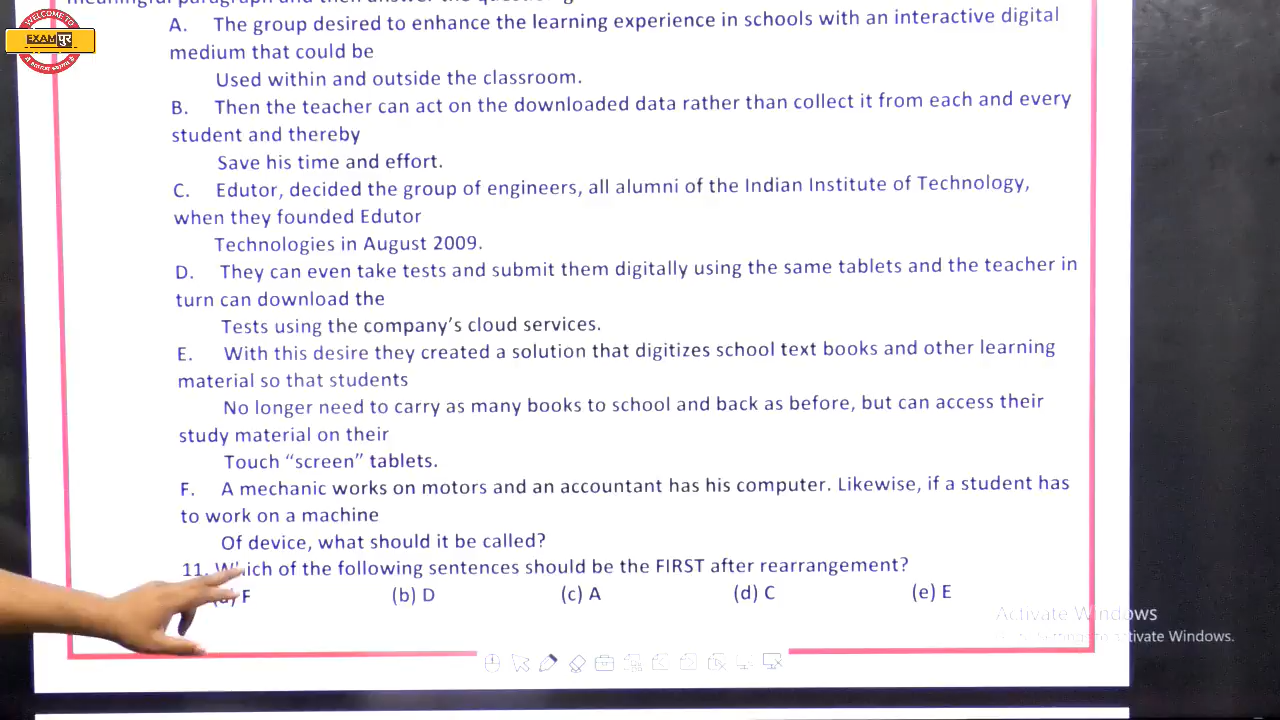 WELCOME TO
EXAM पुर
meaningful paragraph and then answer the
A. The group desired to enhance the learning experience in schools with an interactive digital
medium that could be
Used within and outside the classroom.
B. Then the teacher can act on the downloaded data rather than collect it from each and every
student and thereby
Save his time and effort.
C. Edutor, decided the group of engineers, all alumni of the Indian Institute of Technology,
when they founded Edutor
Technologies in August 2009.
D. They can even take tests and submit them digitally using the same tablets and the teacher in
turn can download the
Tests using the company's cloud services.
E. With this desire they created a solution that digitizes school text books and other learning
material so that students
No longer need to carry as many books to school and back as before, but can access their
study material on their
Touch “screen” tablets.
F. A mechanic works on motors and an accountant has his computer. Likewise, if a student has
to work on a machine
Of device, what should it be called?
11. Which of the following sentences should be the FIRST after rearrangement?
(a) F (b) D (c) A (d) C (e) E
Activate Windows
Go to Settings to activate Windows.